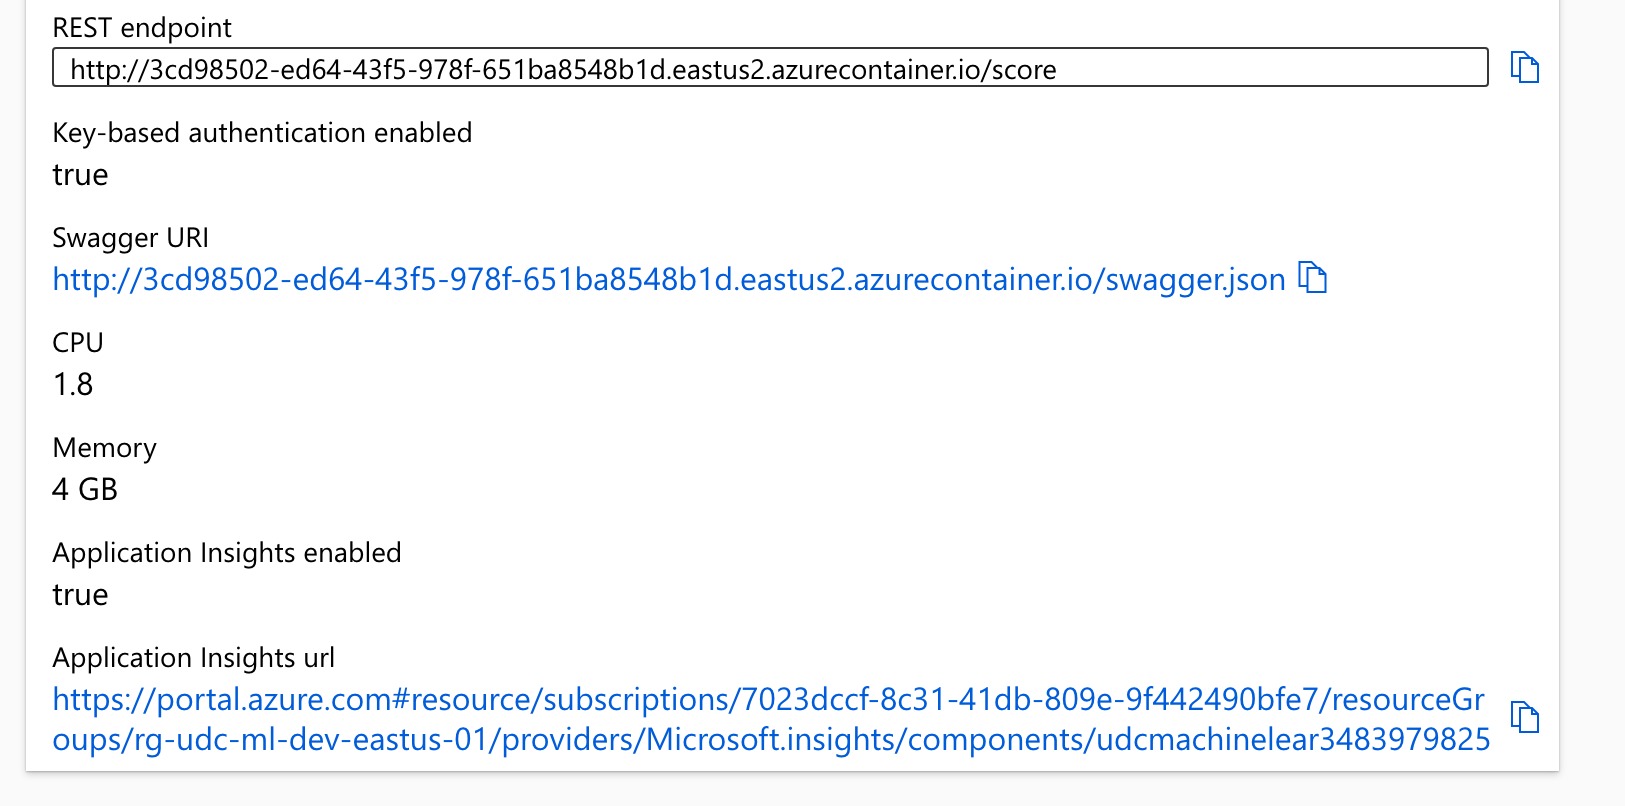 REST endpoint
http://3cd98502-ed64-43f5-978f-651ba8548b1d.eastus2.azurecontainer.io/score
Key-based authentication enabled
true
Swagger URI
http://3cd98502-ed64-43f5-978f-651ba8548b1d.eastus2.azurecontainer.io/swagger.json
CPU
1.8
Memory
4 GB
Application Insights enabled
true
Application Insights url
https://portal.azure.com#resource/subscriptions/7023dccf-8c31-41db-809e-9f442490bfe7/resourceGr
oups/rg-udc-ml-dev-eastus-01/providers/Microsoft.insights/components/udcmachinelear3483979825